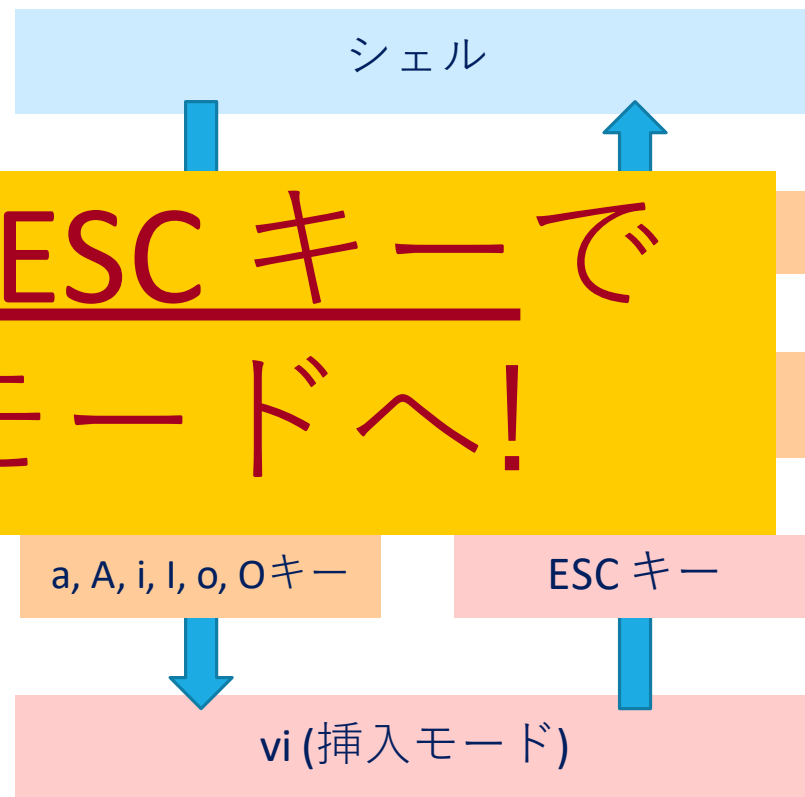 シェル
ESC キーで
モードへ!
a, A, i, I, o, Oキー
ESC キー
vi (挿入モード)